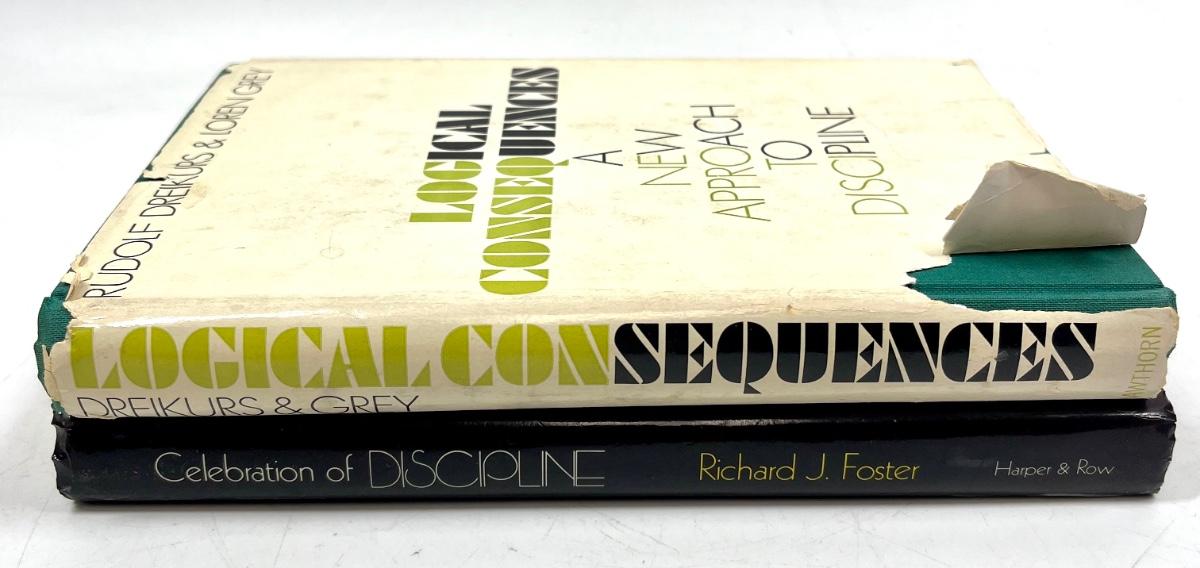 RUDOLF DREIKURS & LOREN GREY
LOGICAL
CONSEQUENCES
A
NEW
APPROACH
TO
DISCIPLINE
LOGICAL CONSEQUENCES
DREIKURS & GREY
AWTHORN
Celebration of DISCIPLINE
Richard J. Foster
Harper & Row